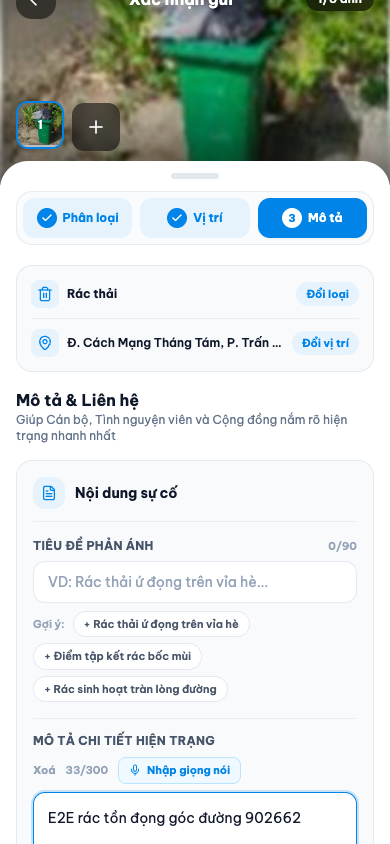 Xác nhận gửi
1
Phân loại
Vị trí
3 Mô tả
Rác thải
Đổi loại
Đ. Cách Mạng Tháng Tám, P. Trấn ...
Đổi vị trí
Mô tả & Liên hệ
Giúp Cán bộ, Tình nguyện viên và Cộng đồng nắm rõ hiện
trạng nhanh nhất
Nội dung sự cố
TIÊU ĐỀ PHẢN ÁNH
0/90
VD: Rác thải ứ đọng trên vỉa hè...
Gợi ý:
+ Rác thải ứ đọng trên vỉa hè
+ Điểm tập kết rác bốc mùi
+ Rác sinh hoạt tràn lòng đường
MÔ TẢ CHI TIẾT HIỆN TRẠNG
Xoá
33/300
Nhập giọng nói
E2E rác tồn đọng góc đường 902662